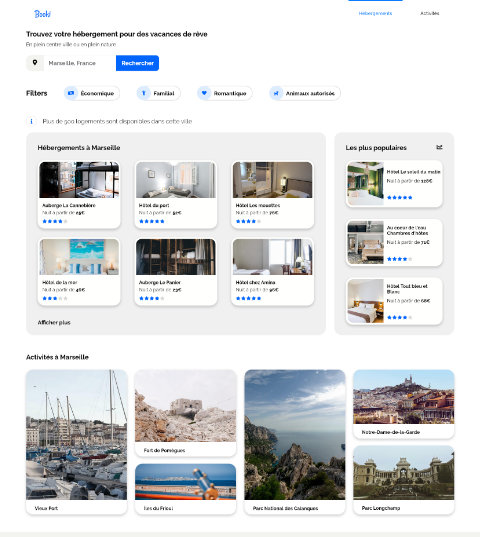 Booki
Hébergements
Activités
Trouvez votre hébergement pour des vacances de rêve
En plein centre ville ou en pleine nature
Marseille, France
Rechercher
Filters
Économique
Familial
Romantique
Animaux autorisés
Plus de 500 logements sont disponibles dans cette ville
Hébergements à Marseille
Auberge La Cannebière
Nuit à partir de 25€
Hôtel du port
Nuit à partir de 52€
Hôtel Les mouettes
Nuit à partir de 76€
Hôtel de la mer
Nuit à partir de 46€
Auberge Le Panier
Nuit à partir de 23€
Hôtel chez Amina
Nuit à partir de 96€
Afficher plus
Les plus populaires
Hôtel Le soleil du matin
Nuit à partir de 128€
Au coeur de l'eau
Chambres d'hôtes
Nuit à partir de 71€
Hôtel Tout bleu et
Blanc
Nuit à partir de 68€
Activités à Marseille
Vieux Port
Fort de Pomègues
Iles du Frioul
Parc National des Calanques
Notre-Dame-de-la-Garde
Parc Longchamp